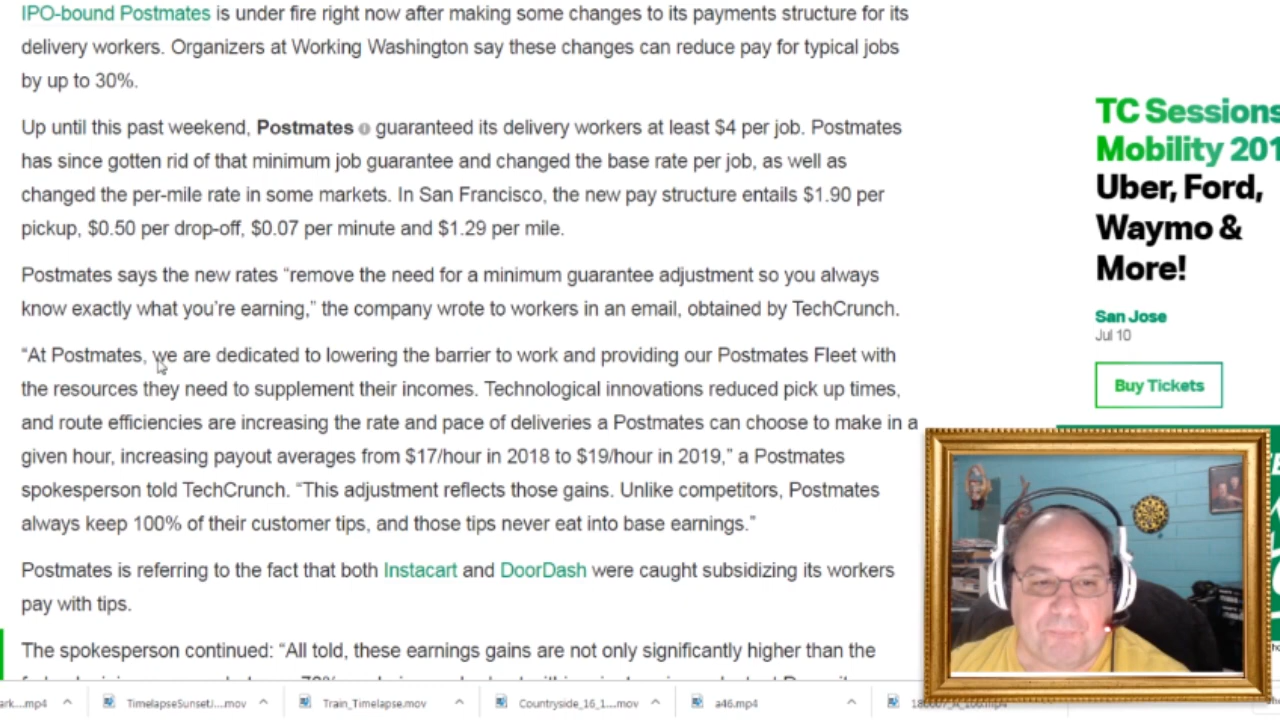 IPO-bound Postmates is under fire right now after making some changes to its payments structure for its
delivery workers. Organizers at Working Washington say these changes can reduce pay for typical jobs
by up to 30%.
Up until this past weekend, Postmates guaranteed its delivery workers at least $4 per job. Postmates
has since gotten rid of that minimum job guarantee and changed the base rate per job, as well as
changed the per-mile rate in some markets. In San Francisco, the new pay structure entails $1.90 per
pickup, $0.50 per drop-off, $0.07 per minute and $1.29 per mile.
Postmates says the new rates “remove the need for a minimum guarantee adjustment so you always
know exactly what you’re earning,” the company wrote to workers in an email, obtained by TechCrunch.
“At Postmates, we are dedicated to lowering the barrier to work and providing our Postmates Fleet with
the resources they need to supplement their incomes. Technological innovations reduced pick up times,
and route efficiencies are increasing the rate and pace of deliveries a Postmates can choose to make in a
given hour, increasing payout averages from $17/hour in 2018 to $19/hour in 2019,” a Postmates
spokesperson told TechCrunch. “This adjustment reflects those gains. Unlike competitors, Postmates
always keep 100% of their customer tips, and those tips never eat into base earnings.”
Postmates is referring to the fact that both Instacart and DoorDash were caught subsidizing its workers
pay with tips.
The spokesperson continued: “All told, these earnings gains are not only significantly higher than the
TC Sessions
Mobility 201
Uber, Ford,
Waymo &
More!
San Jose
Jul 10
Buy Tickets
ark....mp4
TimelapseSunsetJ....mov
Train_Timelapse.mov
Countryside_16_1....mov
a46.mp4